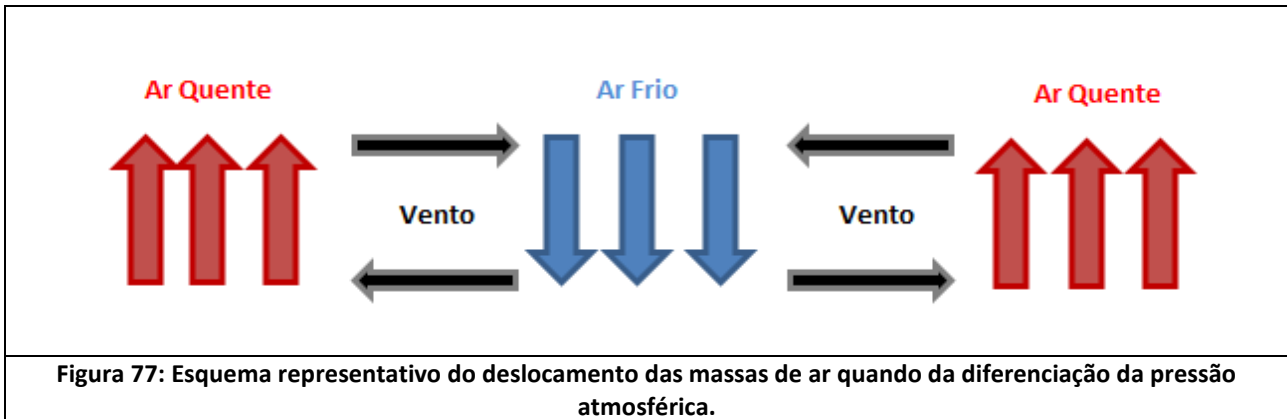 Ar Quente
Ar Frio
Ar Quente
Vento
Vento
Figura 77: Esquema representativo do deslocamento das massas de ar quando da diferenciação da pressão
atmosférica.